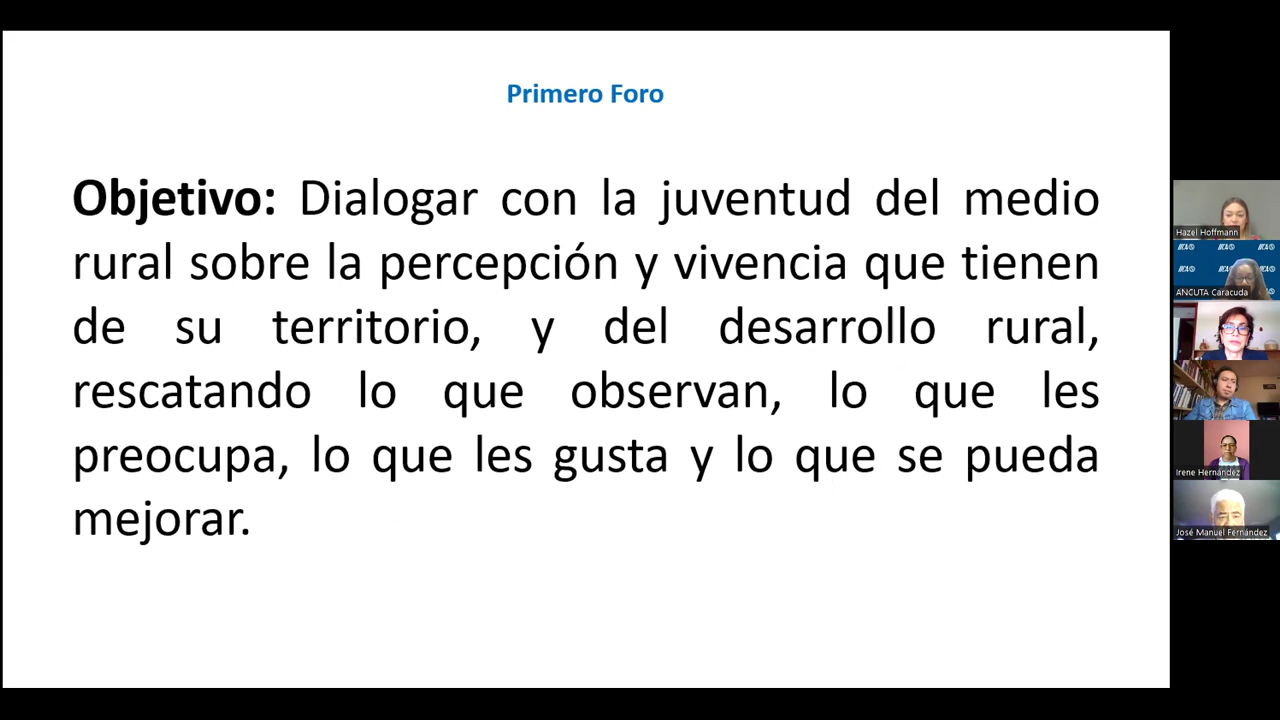 Primero Foro
Objetivo: Dialogar con la juventud del medio
rural sobre la percepción y vivencia que tienen
de su territorio, y del desarrollo rural,
rescatando lo que observan, lo que les
preocupa, lo que les gusta y lo que se pueda
mejorar.
Hazel Hoffmann
ANCUTA Caracuda
Irene Hernández
José Manuel Fernández